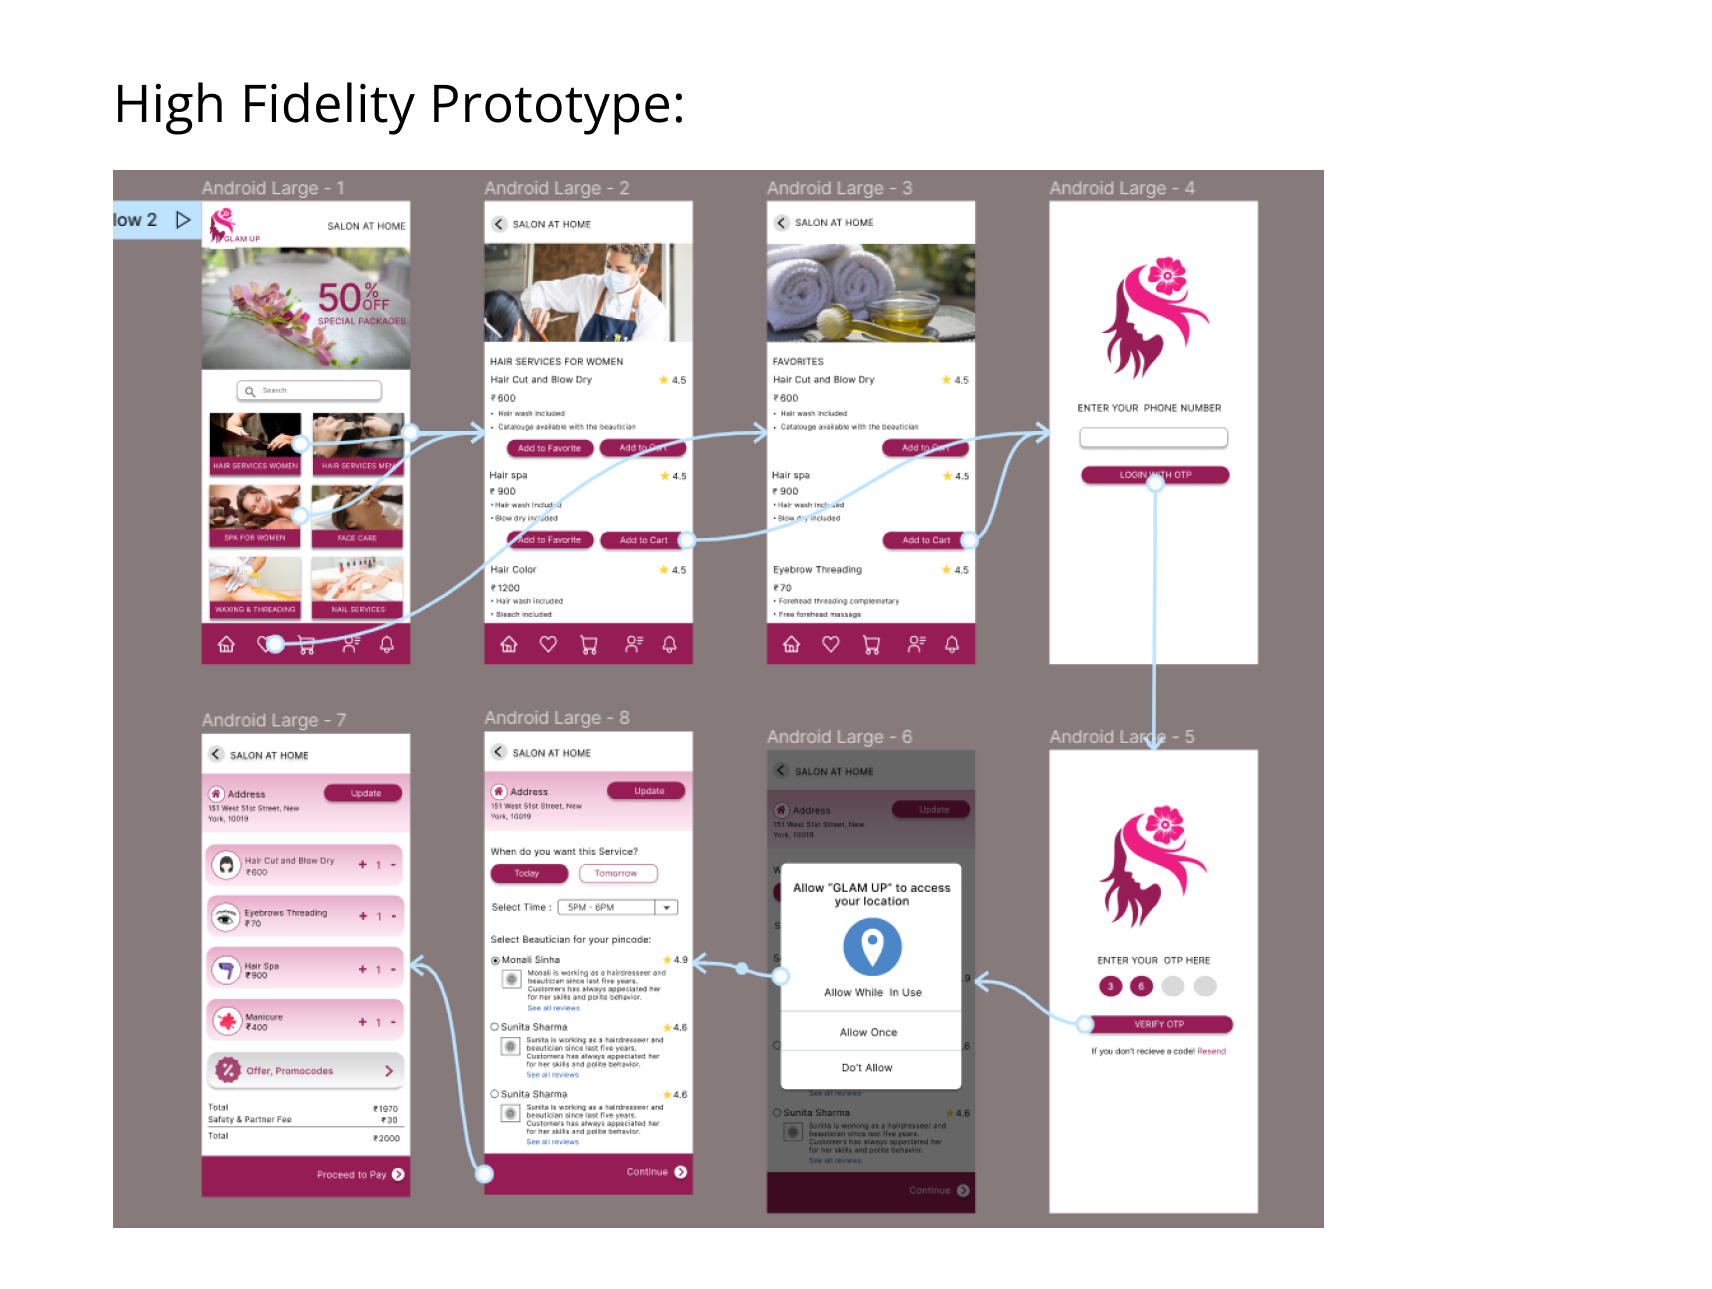 High Fidelity Prototype:
Android Large - 1
low 2
GLAM UP
SALON AT HOME
50% OFF
SPECIAL PACKAGES
Search
HAIR SERVICES WOMEN
HAIR SERVICES MEN
SPA FOR WOMEN
FACE CARE
WAXING & THREADING
NAIL SERVICES
Android Large - 2
SALON AT HOME
HAIR SERVICES FOR WOMEN
Hair Cut and Blow Dry 4.5
₹600
• Hair wash included
• Catalouge available with the beautician
Add to Favorite Add to Cart
Hair spa 4.5
₹ 900
• Hair wash included
• Blow dry included
Add to Favorite Add to Cart
Hair Color 4.5
₹1200
• Hair wash included
• Bleach included
Android Large - 3
SALON AT HOME
FAVORITES
Hair Cut and Blow Dry 4.5
₹600
• Hair wash included
• Catalouge available with the beautician
Add to Cart
Hair spa 4.5
₹ 900
• Hair wash included
• Blow dry included
Add to Cart
Eyebrow Threading 4.5
₹70
• Forehead threading complemetary
• Free forehead massage
Android Large - 4
ENTER YOUR PHONE NUMBER
LOGIN WITH OTP
Android Large - 7
SALON AT HOME
Address
Update
151 West 51st Street, New
York, 10019
Hair Cut and Blow Dry
₹600
+ 1 -
Eyebrows Threading
₹70
+ 1 -
Hair Spa
₹900
+ 1 -
Manicure
₹400
+ 1 -
Offer, Promocodes
Total ₹1970
Safety & Partner Fee ₹30
Total ₹2000
Proceed to Pay
Android Large - 8
SALON AT HOME
Address
Update
151 West 51st Street, New
York, 10019
When do you want this Service?
Today Tomorrow
Select Time : 5PM - 6PM
Select Beautician for your pincode:
Monali Sinha 4.9
Monali is working as a hairdresseer and
beautician since last five years.
Customers has always appreciated her
for her skills and polite behavior.
See all reviews
Sunita Sharma 4.6
Sunita is working as a hairdresseer and
beautician since last five years.
Customers has always appreciated her
for her skills and polite behavior.
See all reviews
Sunita Sharma 4.6
Sunita is working as a hairdresseer and
beautician since last five years.
Customers has always appreciated her
for her skills and polite behavior.
See all reviews
Continue
Android Large - 6
SALON AT HOME
Address
Update
151 West 51st Street, New
York, 10019
W
S
S
.9
Allow "GLAM UP" to access
your location
Allow While In Use
Allow Once
Do't Allow
.6
See all reviews
Sunita Sharma 4.6
Sunita is working as a hairdresseer and
beautician since last five years.
Customers has always appreciated her
for her skills and polite behavior.
See all reviews
Continue
Android Large - 5
ENTER YOUR OTP HERE
3 6
VERIFY OTP
If you don't recieve a code! Resend